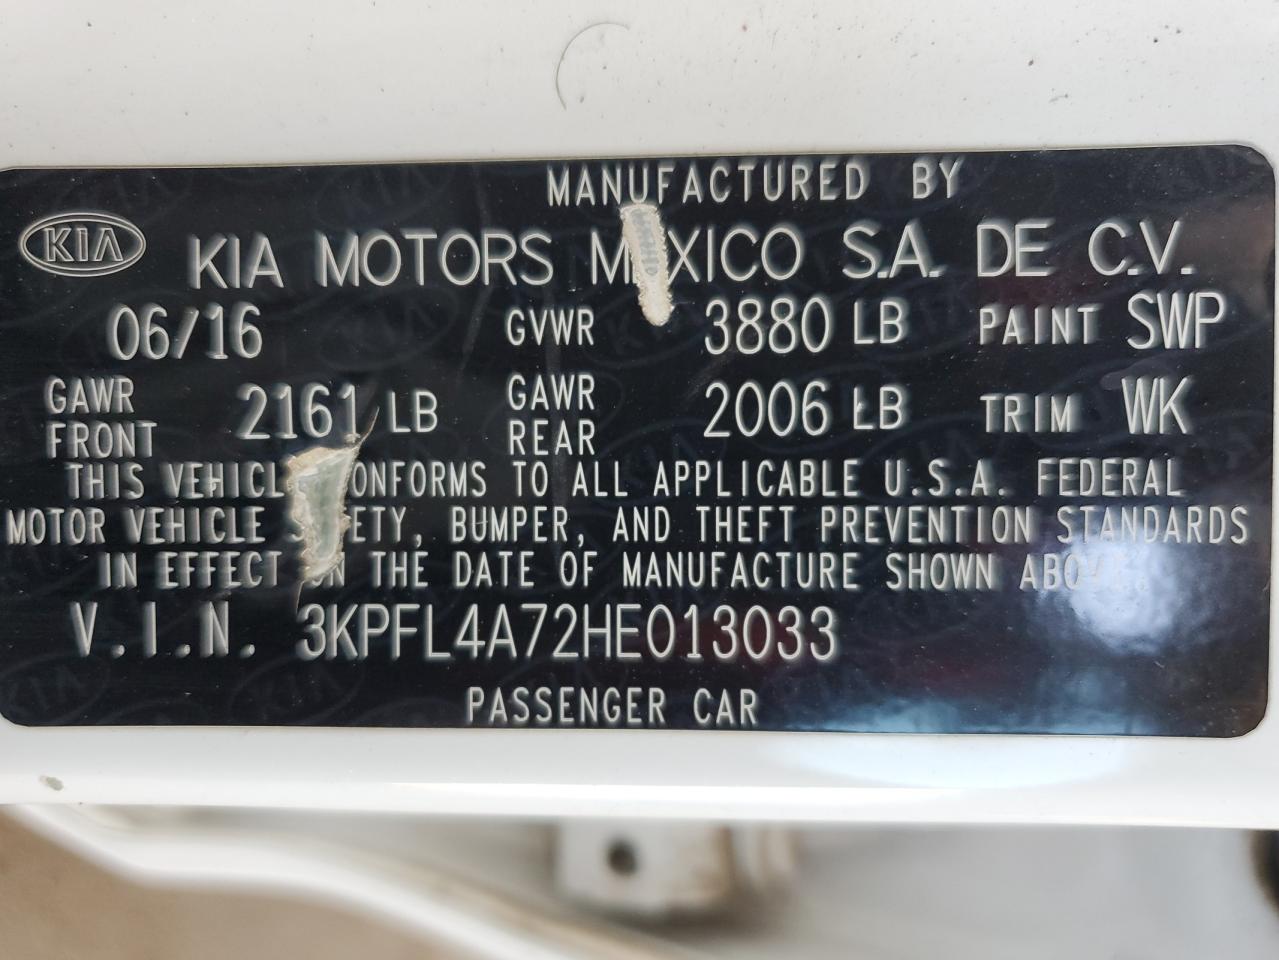 MANUFACTURED BY
KIA KIA MOTORS MEXICO S.A. DE C.V.
06/16 GVWR 3880 LB PAINT SWP
GAWR FRONT 2161 LB GAWR REAR 2006 LB TRIM WK
THIS VEHICLE CONFORMS TO ALL APPLICABLE U.S.A. FEDERAL
MOTOR VEHICLE SAFETY, BUMPER, AND THEFT PREVENTION STANDARDS
IN EFFECT ON THE DATE OF MANUFACTURE SHOWN ABOVE.
V.I.N. 3KPFL4A72HE013033
PASSENGER CAR